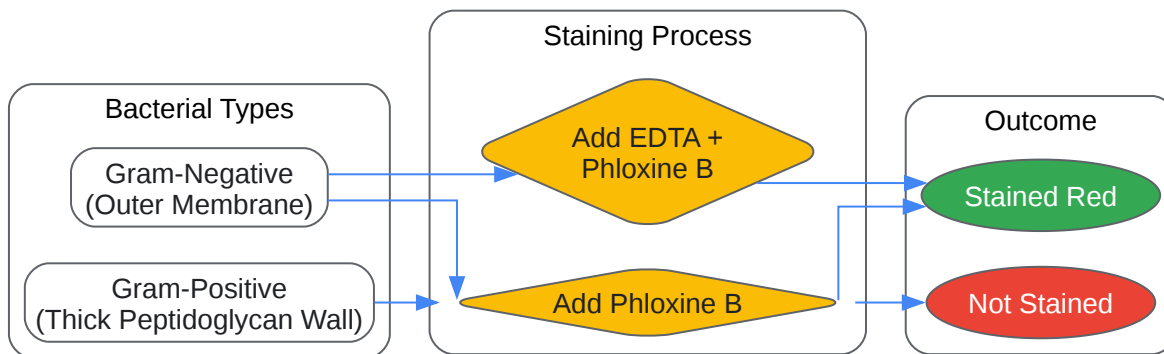 Bacterial Types
Gram-Negative
(Outer Membrane)
Gram-Positive
(Thick Peptidoglycan Wall)
Staining Process
Add EDTA +
Phloxine B
Add Phloxine B
Outcome
Stained Red
Not Stained